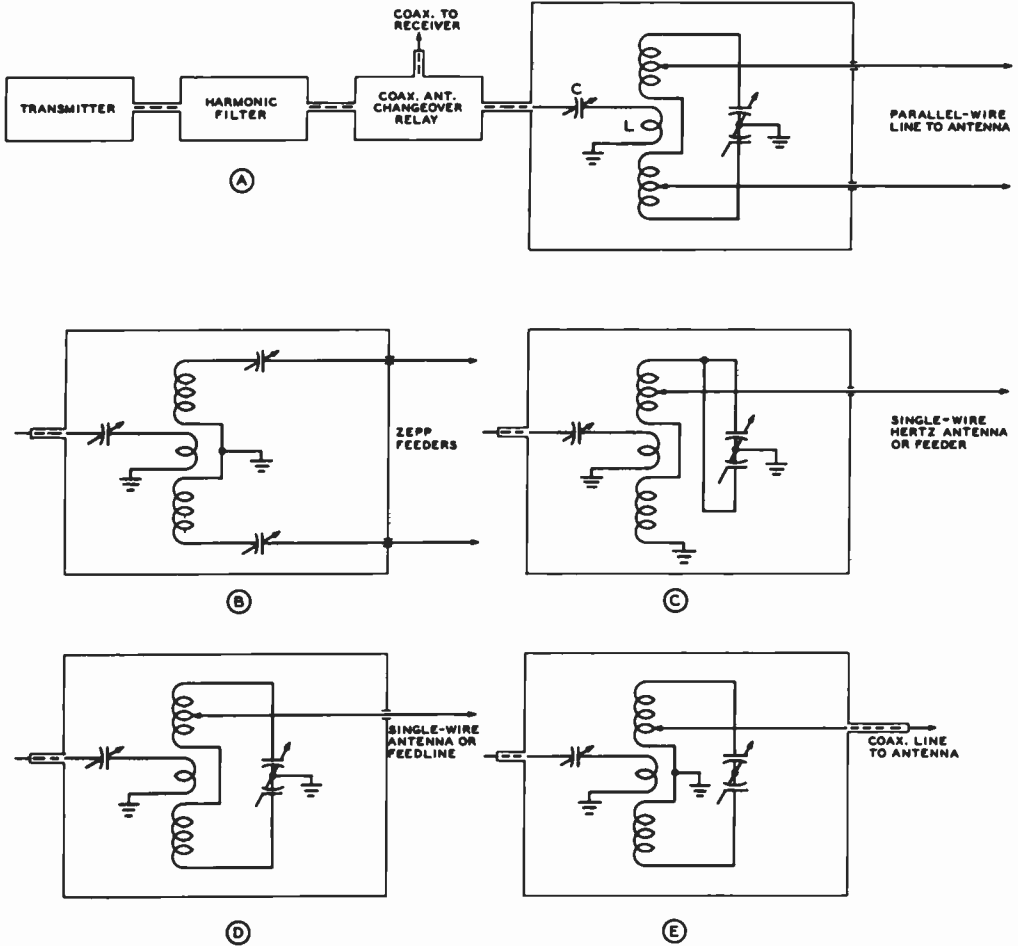 COAX. TO
RECEIVER
TRANSMITTER
HARMONIC
FILTER
COAX. ANT.
CHANGEOVER
RELAY
C
L
PARALLEL-WIRE
LINE TO ANTENNA
A
ZEPP
FEEDERS
B
SINGLE-WIRE
HERTZ ANTENNA
OR FEEDER
C
SINGLE-WIRE
ANTENNA OR
FEEDLINE
D
COAX. LINE
TO ANTENNA
E